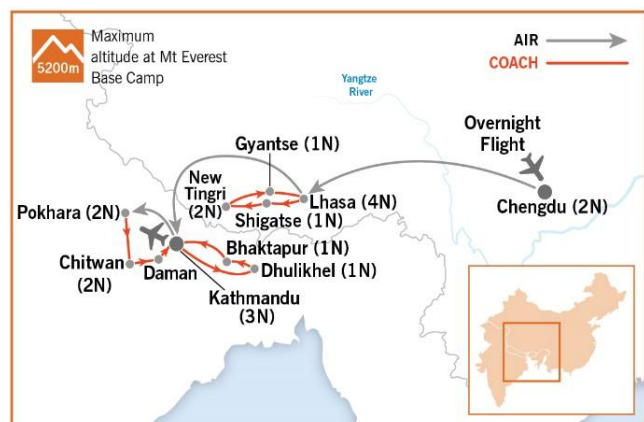 Maximum
altitude at Mt Everest
Base Camp
5200m
AIR
COACH
Yangtze
River
Overnight
Flight
Gyantse (1N)
New
Tingri
(2N)
Lhasa (4N)
Shigatse (1N)
Chengdu (2N)
Pokhara (2N)
Bhaktapur (1N)
Chitwan
(2N)
Daman
Dhulikhel (1N)
Kathmandu
(3N)